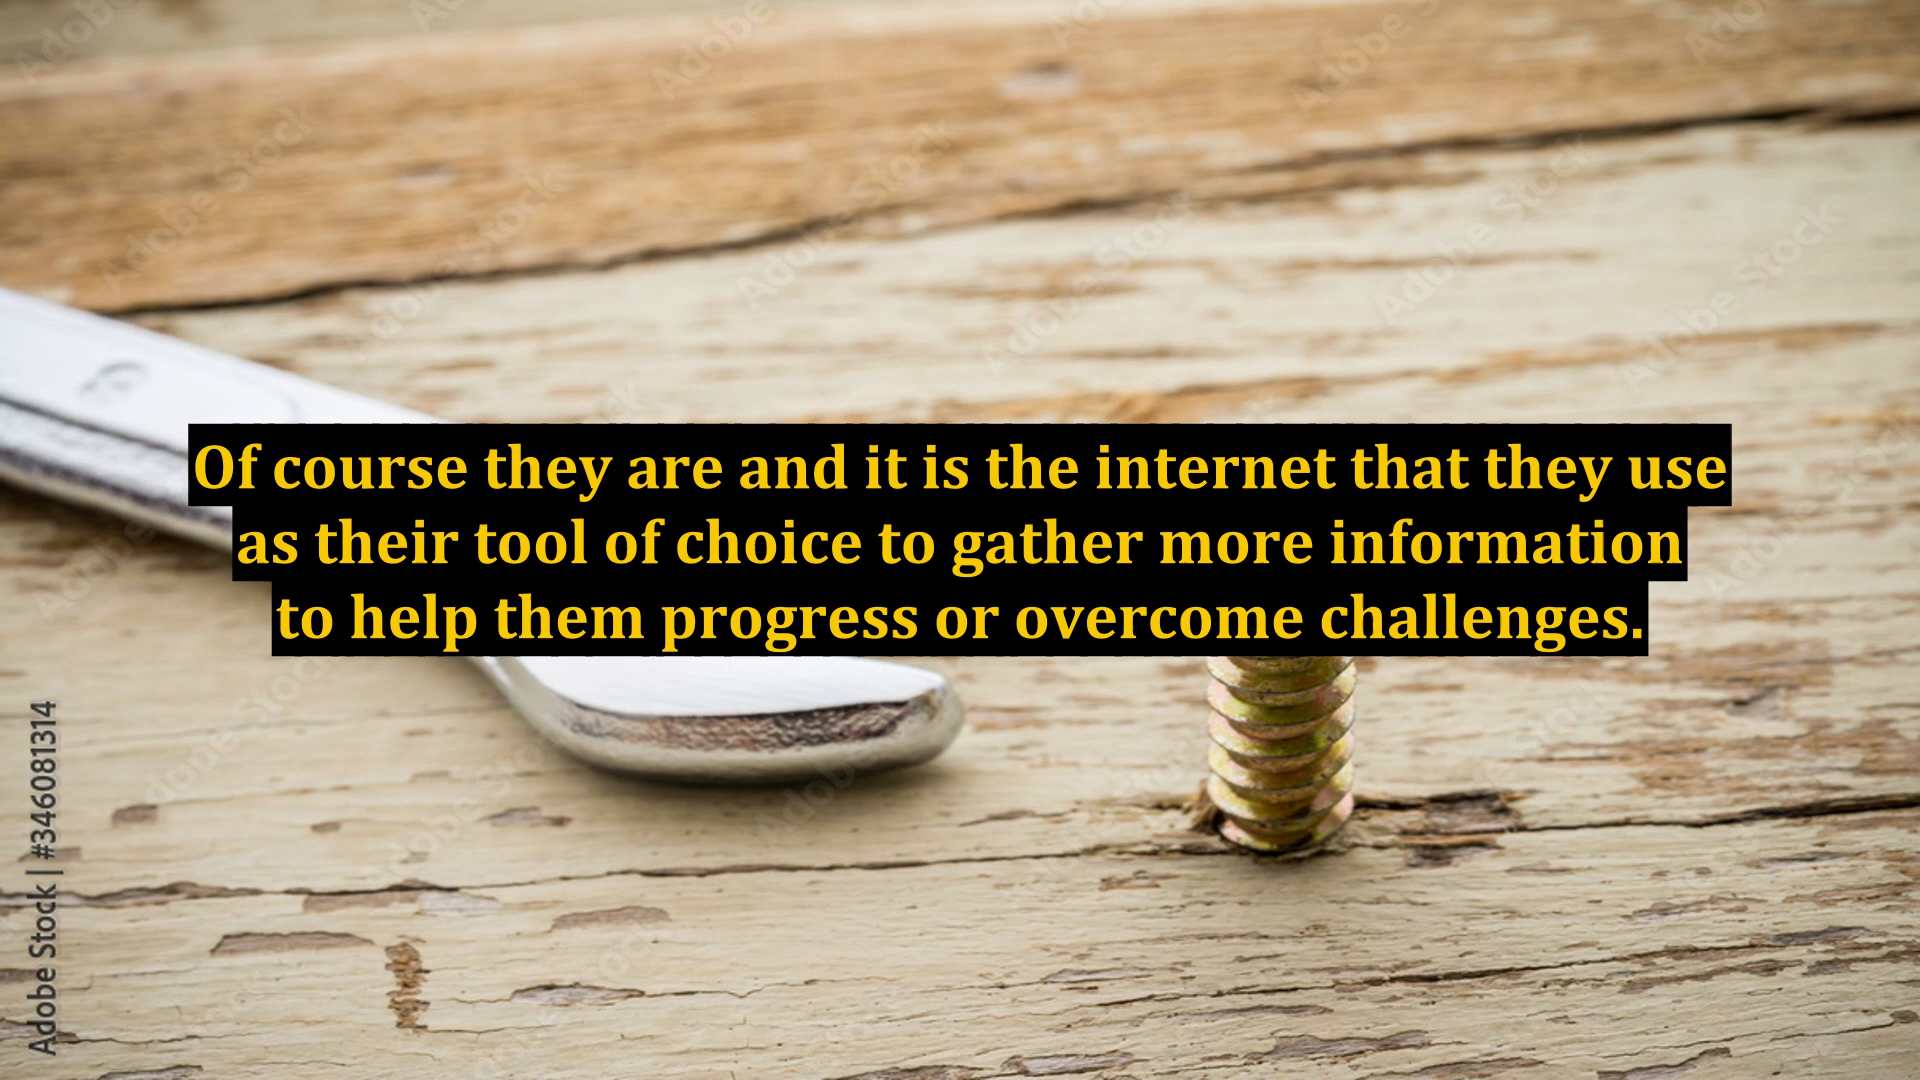 Of course they are and it is the internet that they use
as their tool of choice to gather more information
to help them progress or overcome challenges.
Adobe Stock | #346081314